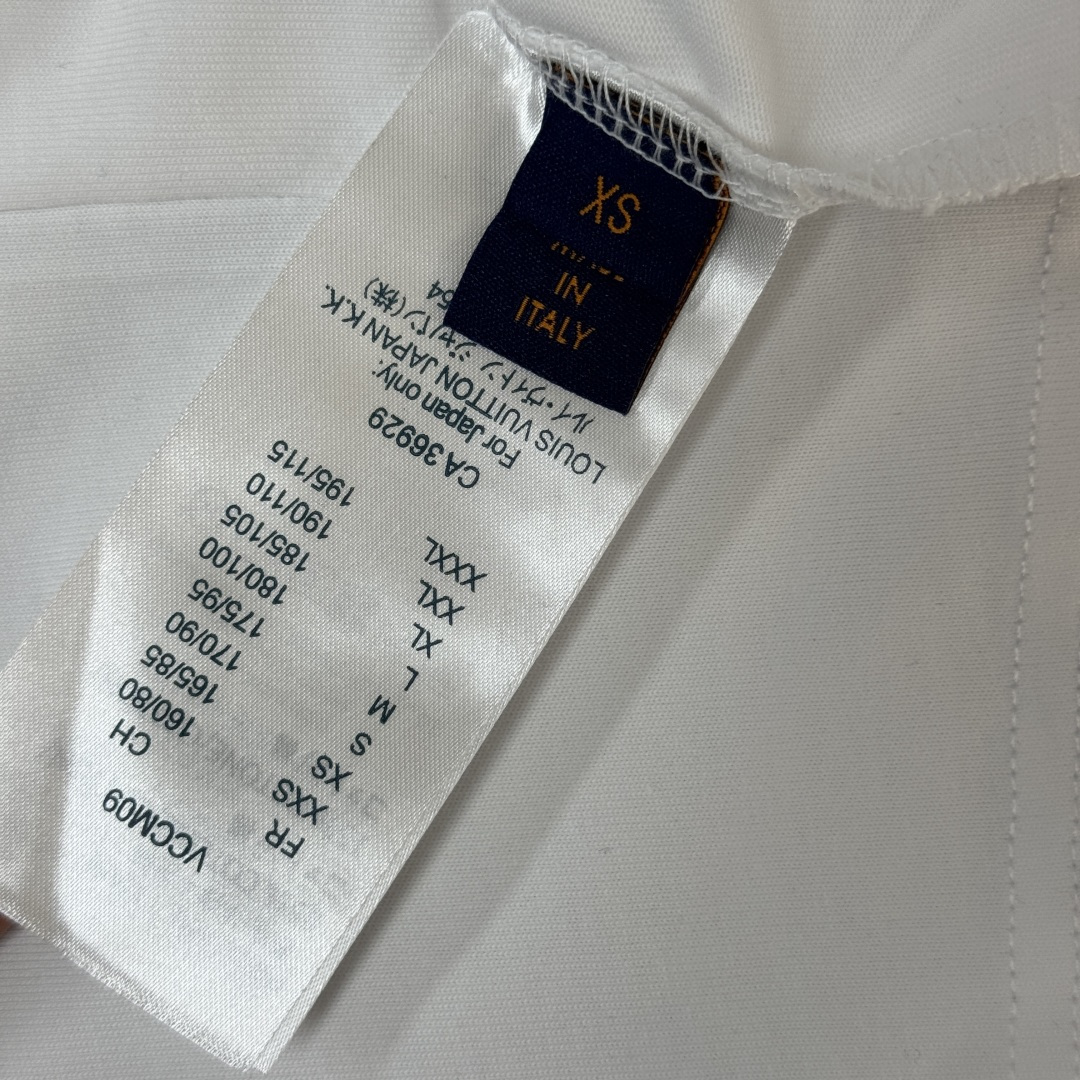 XS
IN
ITALY
VCCM09
FR CH
XXS 160/80
XS 165/85
S 170/90
M 175/95
L 180/100
XL 185/105
XXL 190/110
XXXL 195/115
CA 36929
For Japan only:
LOUIS VUITTON JAPAN K.K.
ルイ・ヴィトン ジャパン(株)